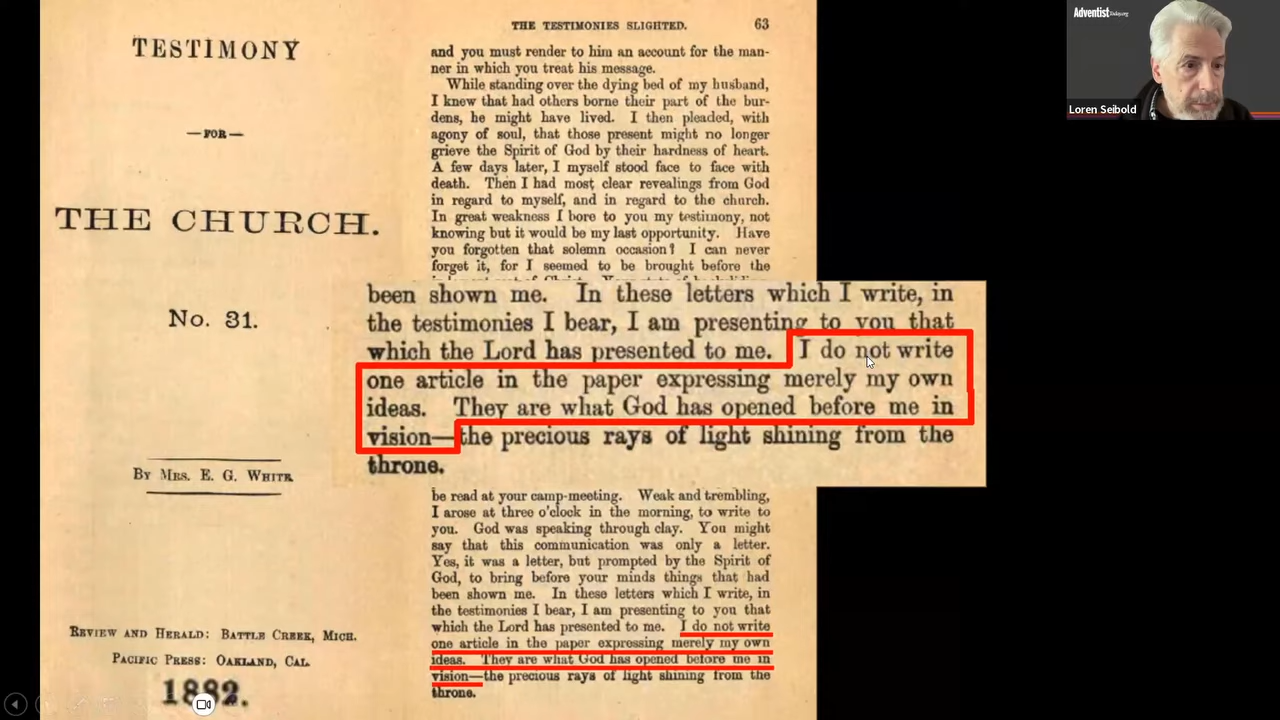 TESTIMONY
—FOR—
THE CHURCH.
No. 31.
By Mrs. E. G. White
Review and Herald: Battle Creek, Mich.
Pacific Press: Oakland, Cal.
1882.
THE TESTIMONIES SLIGHTED. 63
and you must render to him an account for the man-
ner in which you treat his message.
While standing over the dying bed of my husband,
I knew that had others borne their part of the bur-
dens, he might have lived. I then pleaded, with
agony of soul, that those present might no longer
grieve the Spirit of God by their hardness of heart.
A few days later, I myself stood face to face with
death. Then I had most clear revealings from God
in regard to myself, and in regard to the church.
In great weakness I bore to you my testimony, not
knowing but it would be my last opportunity. Have
you forgotten that solemn occasion? I can never
forget it, for I seemed to be brought before the
been shown me. In these letters which I write, in
the testimonies I bear, I am presenting to you that
which the Lord has presented to me. I do not write
one article in the paper expressing merely my own
ideas. They are what God has opened before me in
vision—the precious rays of light shining from the
throne.
be read at your camp-meeting. Weak and trembling,
I arose at three o'clock in the morning, to write to
you. God was speaking through clay. You might
say that this communication was only a letter.
Yes, it was a letter, but prompted by the Spirit of
God, to bring before your minds things that had
been shown me. In these letters which I write, in
the testimonies I bear, I am presenting to you that
which the Lord has presented to me. I do not write
one article in the paper expressing merely my own
ideas. They are what God has opened before me in
vision—the precious rays of light shining from the
throne.
Adventist Today.org
Loren Seibold